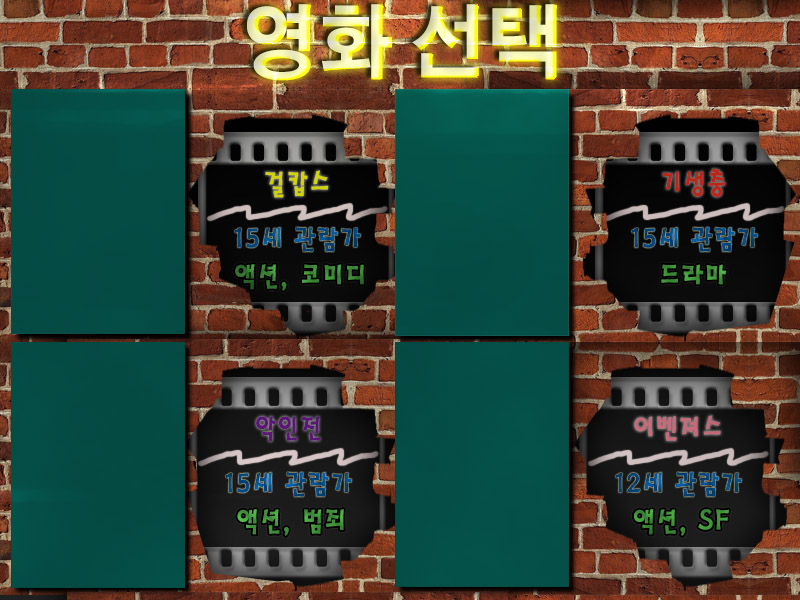 영화 선택
걸캅스
15세 관람가
액션, 코미디
기생충
15세 관람가
드라마
악인전
15세 관람가
액션, 범죄
이벤져스
12세 관람가
액션, SF